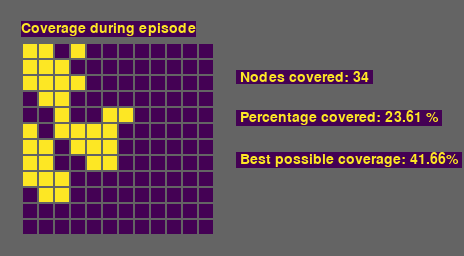 Coverage during episode
Nodes covered: 34
Percentage covered: 23.61 %
Best possible coverage: 41.66%